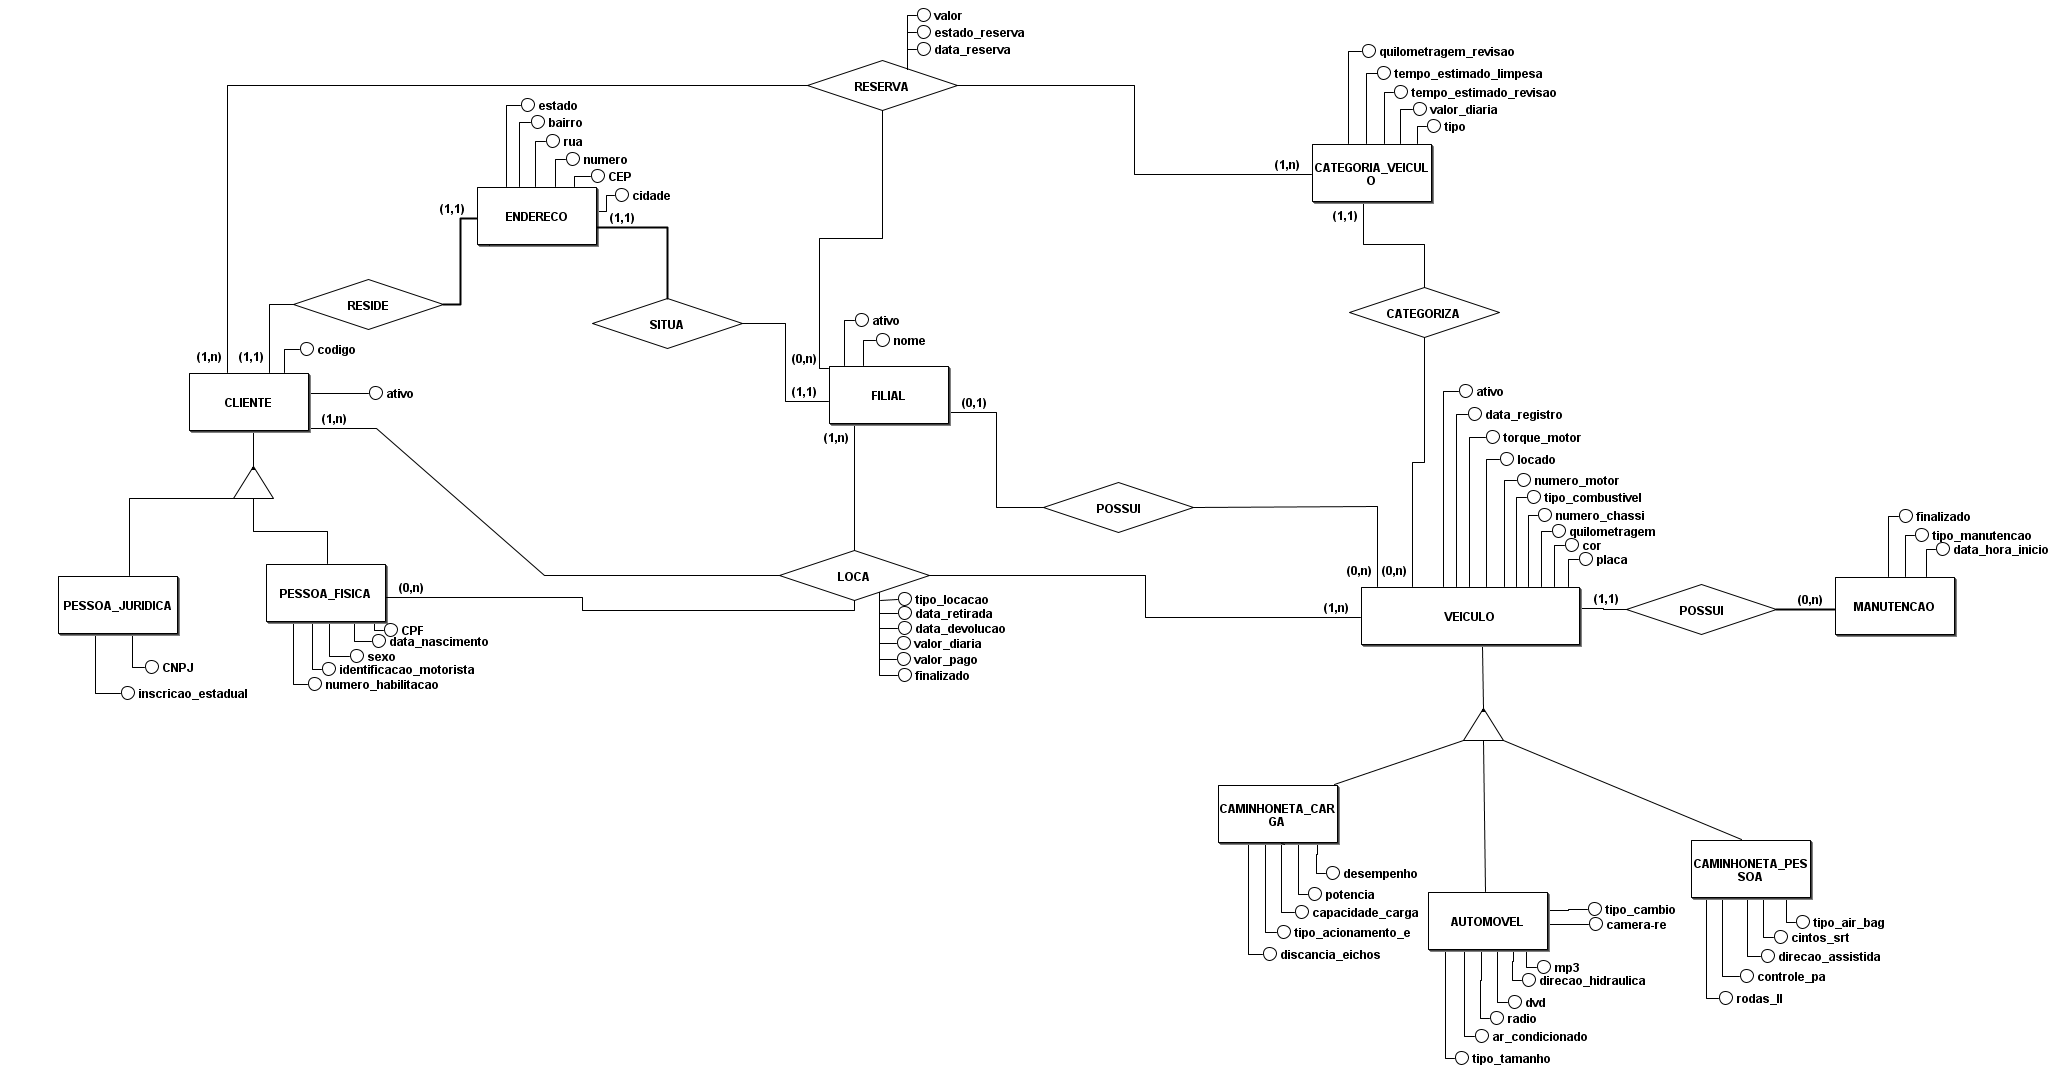 valor
estado_reserva
data_reserva
RESERVA
quilometragem_revisao
tempo_estimado_limpesa
tempo_estimado_revisao
valor_diaria
tipo
(1,n)
CATEGORIA_VEICUL
O
(1,1)
estado
bairro
rua
numero
CEP
cidade
(1,1)
ENDERECO
(1,1)
RESIDE
SITUA
CATEGORIZA
(1,n)
(1,1)
codigo
CLIENTE
ativo
(1,n)
ativo
nome
(0,n)
(1,1)
FILIAL
(0,1)
(1,n)
POSSUI
ativo
data_registro
torque_motor
locado
numero_motor
tipo_combustivel
numero_chassi
quilometragem
cor
placa
(0,n)
(0,n)
(1,n)
VEICULO
(1,1)
POSSUI
(0,n)
finalizado
tipo_manutencao
data_hora_inicio
MANUTENCAO
PESSOA_JURIDICA
CNPJ
inscricao_estadual
PESSOA_FISICA
(0,n)
CPF
data_nascimento
sexo
identificacao_motorista
numero_habilitacao
LOCA
tipo_locacao
data_retirada
data_devolucao
valor_diaria
valor_pago
finalizado
CAMINHONETA_CAR
GA
desempenho
potencia
capacidade_carga
tipo_acionamento_e
discancia_eichos
AUTOMOVEL
tipo_cambio
camera-re
mp3
direcao_hidraulica
dvd
radio
ar_condicionado
tipo_tamanho
CAMINHONETA_PES
SOA
tipo_air_bag
cintos_srt
direcao_assistida
controle_pa
rodas_ll